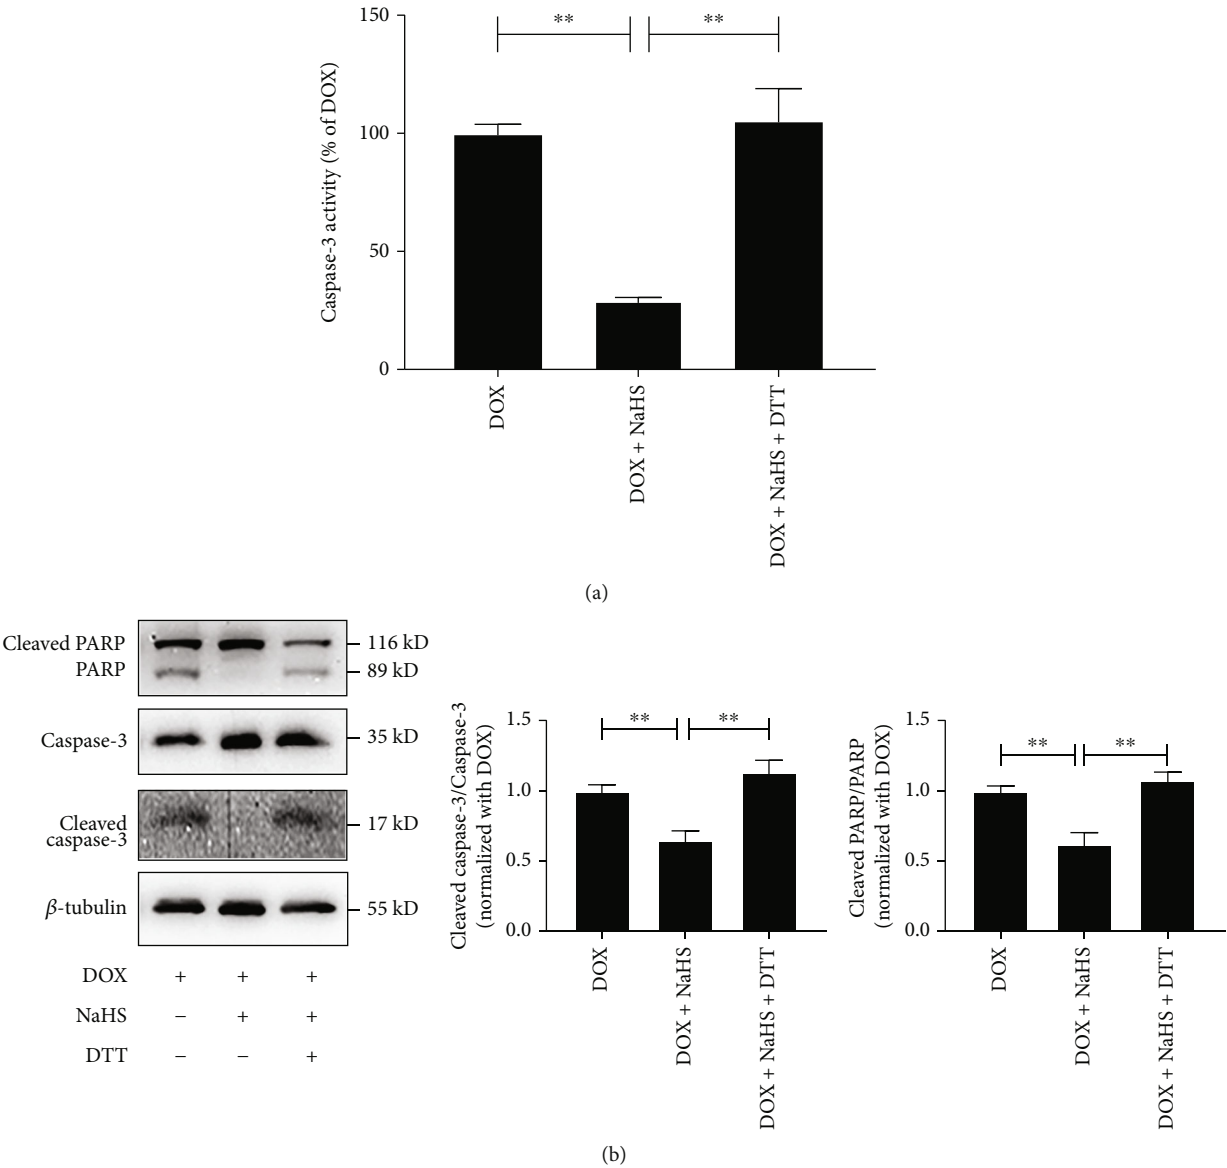 150
100
50
0
Caspase-3 activity (% of DOX)
** **
DOX
DOX + NaHS
DOX + NaHS + DTT
(a)
Cleaved PARP
PARP
116 kD
89 kD
Caspase-3
35 kD
Cleaved
caspase-3
17 kD
β-tubulin
55 kD
DOX + + +
NaHS − + +
DTT − − +
Cleaved caspase-3/Caspase-3
(normalized with DOX)
1.5
1.0
0.5
0.0
** **
DOX
DOX + NaHS
DOX + NaHS + DTT
Cleaved PARP/PARP
(normalized with DOX)
1.5
1.0
0.5
0.0
** **
DOX
DOX + NaHS
DOX + NaHS + DTT
(b)